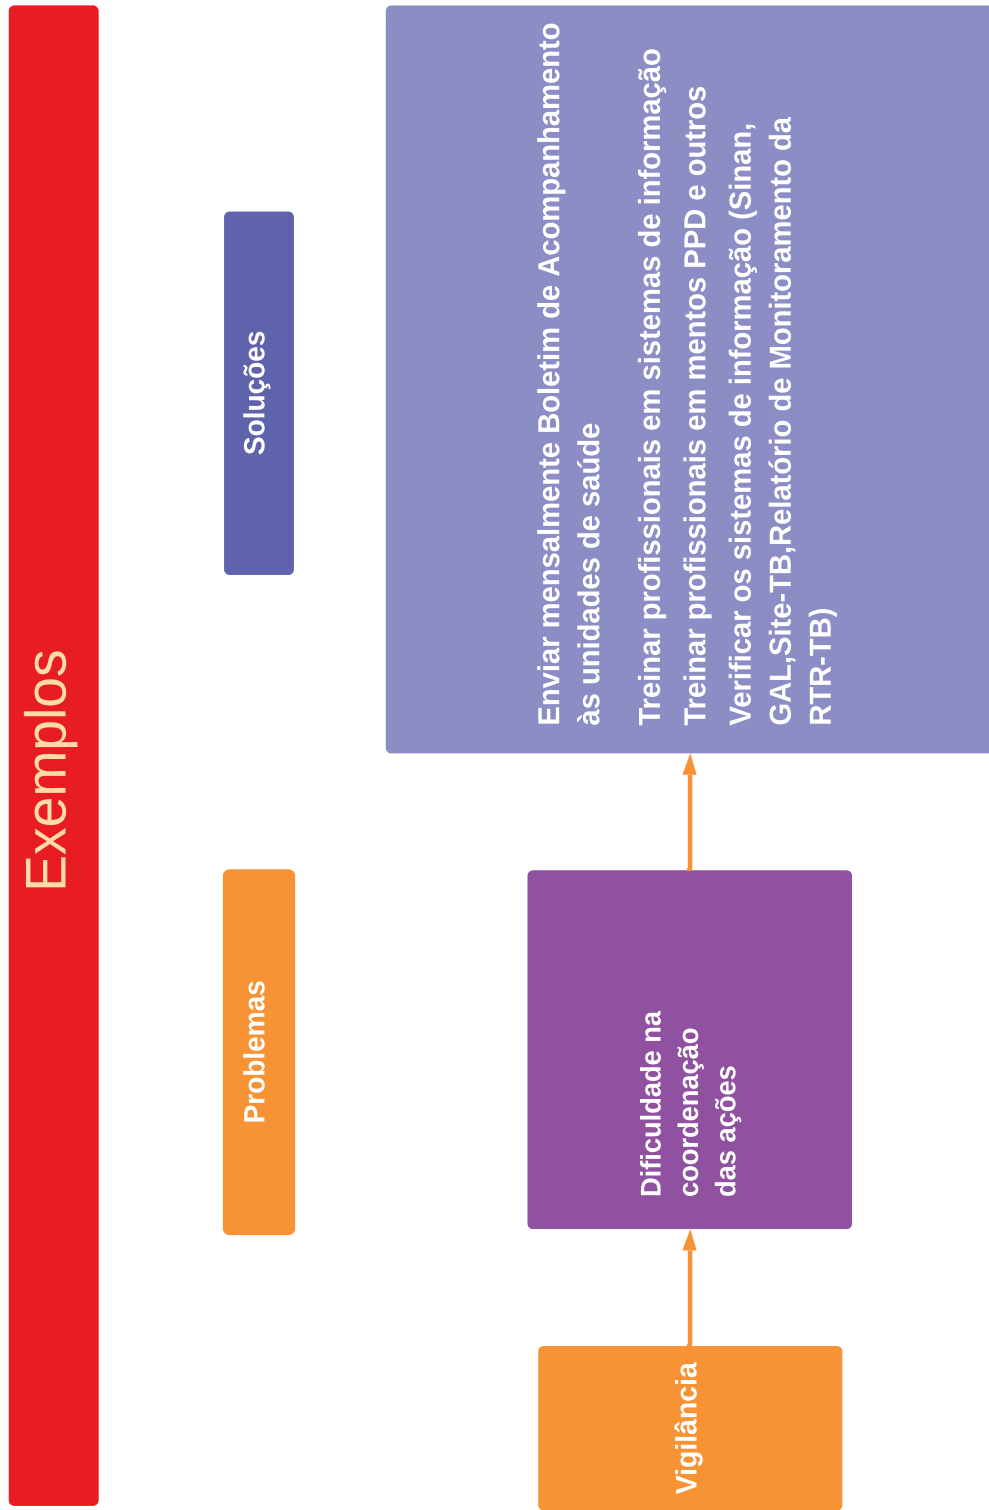 Exemplos
Problemas
Soluções
Vigilância
Dificuldade na
coordenação
das ações
Enviar mensalmente Boletim de Acompanhamento
às unidades de saúde
Treinar profissionais em sistemas de informação
Treinar profissionais em mentos PPD e outros
Verificar os sistemas de informação (Sinan,
GAL,Site-TB,Relatório de Monitoramento da
RTR-TB)